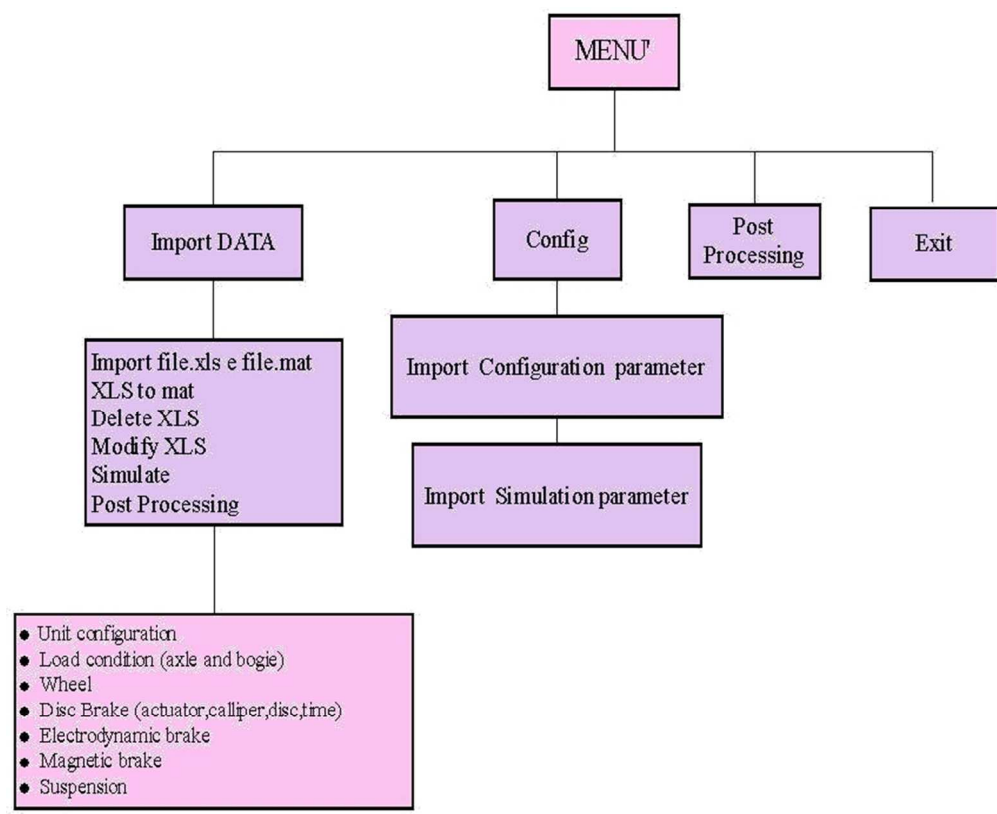 MENU'
Import DATA
Config
Post
Processing
Exit
Import file.xls e file.mat
XLS to mat
Delete XLS
Modify XLS
Simulate
Post Processing
Import Configuration parameter
Import Simulation parameter
● Unit configuration
● Load condition (axle and bogie)
● Wheel
● Disc Brake (actuator,calliper,disc,time)
● Electrodynamic brake
● Magnetic brake
● Suspension